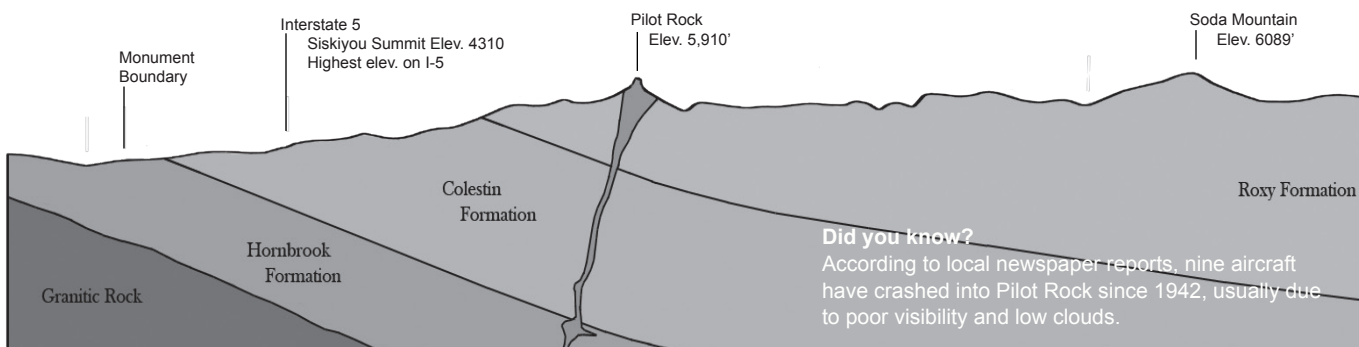 Monument
Boundary
Interstate 5
Siskiyou Summit Elev. 4310
Highest elev. on I-5
Pilot Rock
Elev. 5,910’
Soda Mountain
Elev. 6089’
Granitic Rock
Hornbrook
Formation
Colestin
Formation
Roxy Formation
Did you know?
According to local newspaper reports, nine aircraft
have crashed into Pilot Rock since 1942, usually due
to poor visibility and low clouds.